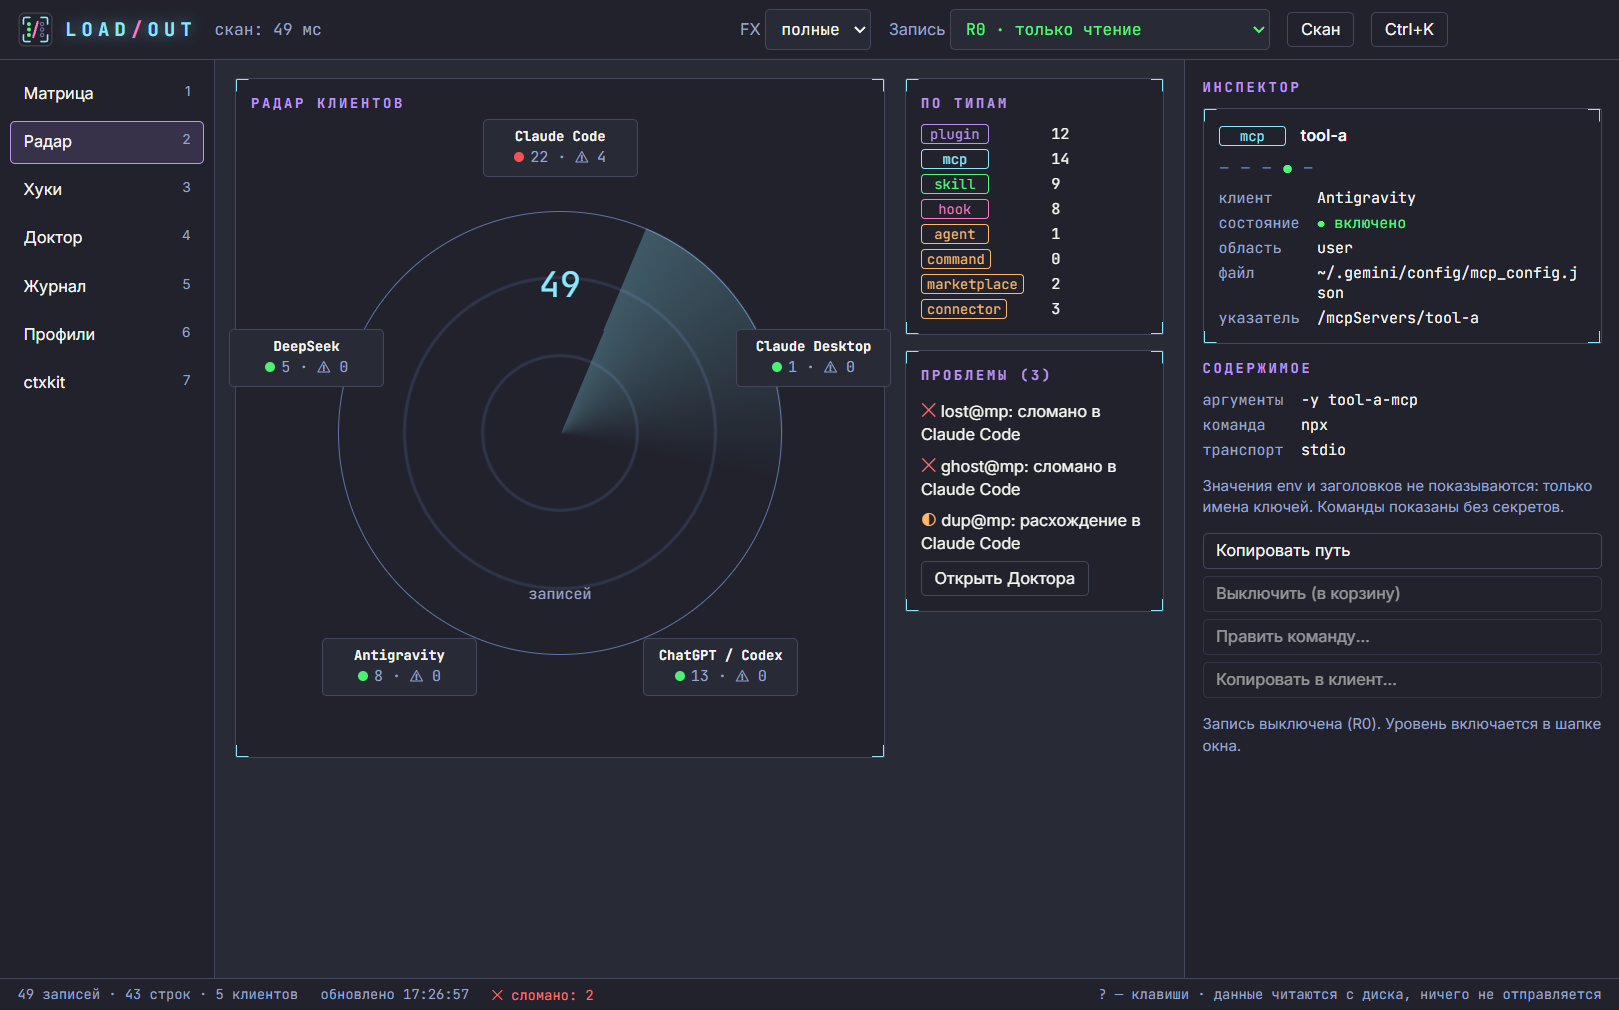 LOAD/OUT
скан: 49 мс
FX
полные
Запись
R0 · только чтение
Скан
Ctrl+K
Матрица 1
Радар 2
Хуки 3
Доктор 4
Журнал 5
Профили 6
ctxkit 7
РАДАР КЛИЕНТОВ
Claude Code
22 · ⚠ 4
49
DeepSeek
5 · ⚠ 0
Claude Desktop
1 · ⚠ 0
записей
Antigravity
8 · ⚠ 0
ChatGPT / Codex
13 · ⚠ 0
ПО ТИПАМ
plugin 12
mcp 14
skill 9
hook 8
agent 1
command 0
marketplace 2
connector 3
ПРОБЛЕМЫ (3)
lost@mp: сломано в
Claude Code
ghost@mp: сломано в
Claude Code
dup@mp: расхождение в
Claude Code
Открыть Доктора
ИНСПЕКТОР
mcp tool-a
— — — ● —
клиент Antigravity
состояние ● включено
область user
файл ~/.gemini/config/mcp_config.j
son
указатель /mcpServers/tool-a
СОДЕРЖИМОЕ
аргументы -y tool-a-mcp
команда npx
транспорт stdio
Значения env и заголовков не показываются: только
имена ключей. Команды показаны без секретов.
Копировать путь
Выключить (в корзину)
Править команду...
Копировать в клиент...
Запись выключена (R0). Уровень включается в шапке
окна.
49 записей · 43 строк · 5 клиентов
обновлено 17:26:57
сломано: 2
? — клавиши · данные читаются с диска, ничего не отправляется